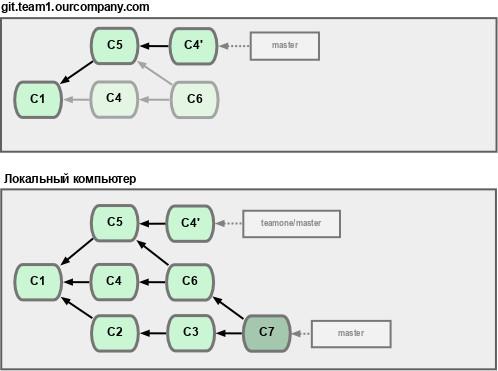 git.team1.ourcompany.com
C5
C4'
master
C1
C4
C6
Локальный компьютер
C5
C4'
teamone/master
C1
C4
C6
C2
C3
C7
master